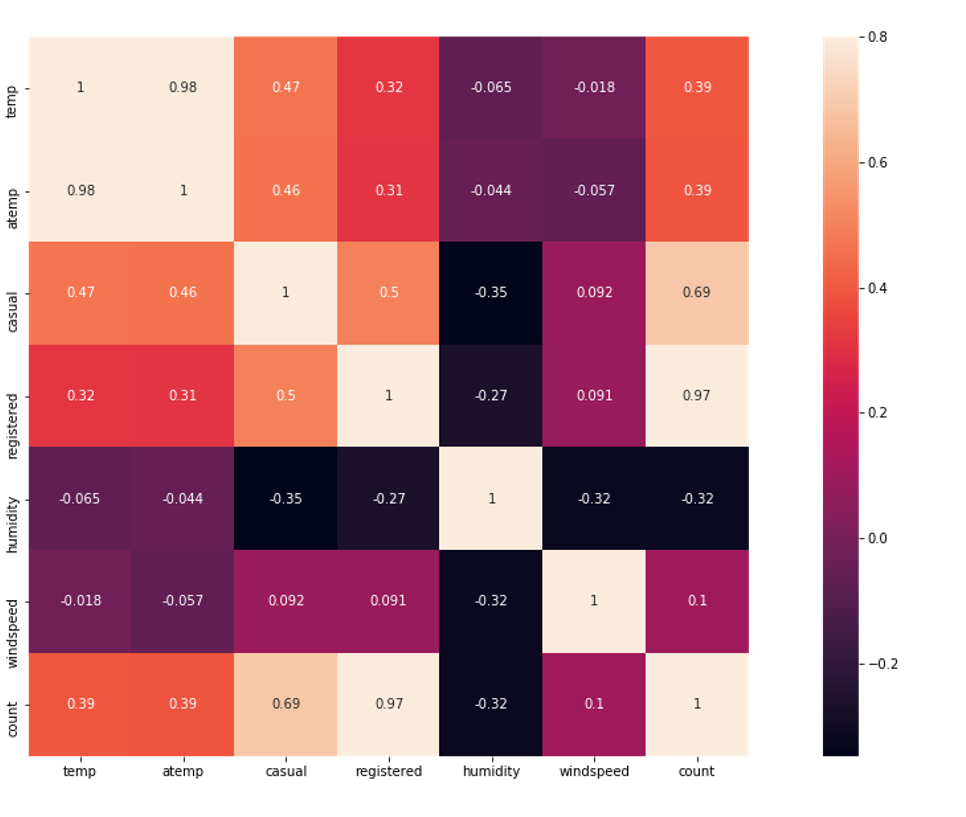 temp 1 0.98 0.47 0.32 -0.065 -0.018 0.39
atemp 0.98 1 0.46 0.31 -0.044 -0.057 0.39
casual 0.47 0.46 1 0.5 -0.35 0.092 0.69
registered 0.32 0.31 0.5 1 -0.27 0.091 0.97
humidity -0.065 -0.044 -0.35 -0.27 1 -0.32 -0.32
windspeed -0.018 -0.057 0.092 0.091 -0.32 1 0.1
count 0.39 0.39 0.69 0.97 -0.32 0.1 1
temp atemp casual registered humidity windspeed count
0.8
0.6
0.4
0.2
0.0
−0.2